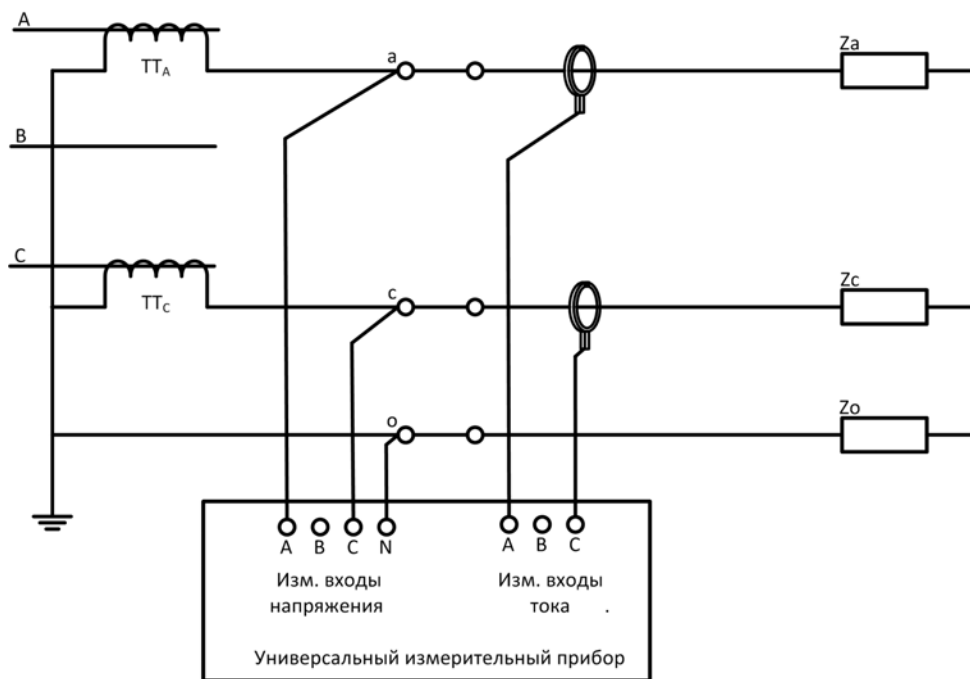 A
TT_A
a
Za
B
C
TT_C
c
Zc
o
Zo
A B C N
A B C
Изм. входы
напряжения
Изм. входы
тока .
Универсальный измерительный прибор